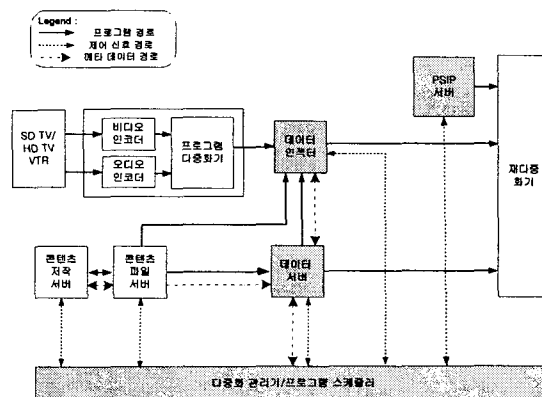 Legend :
프로그램 경로
제어 신호 경로
메타 데이터 경로
SD TV/
HD TV
VTR
비디오
인코더
오디오
인코더
프로그램
다중화기
데이터
인젝터
PSIP
서버
재다중
화기
콘텐츠
저작
서버
콘텐츠
파일
서버
데이터
서버
다중화 관리기/프로그램 스케줄러